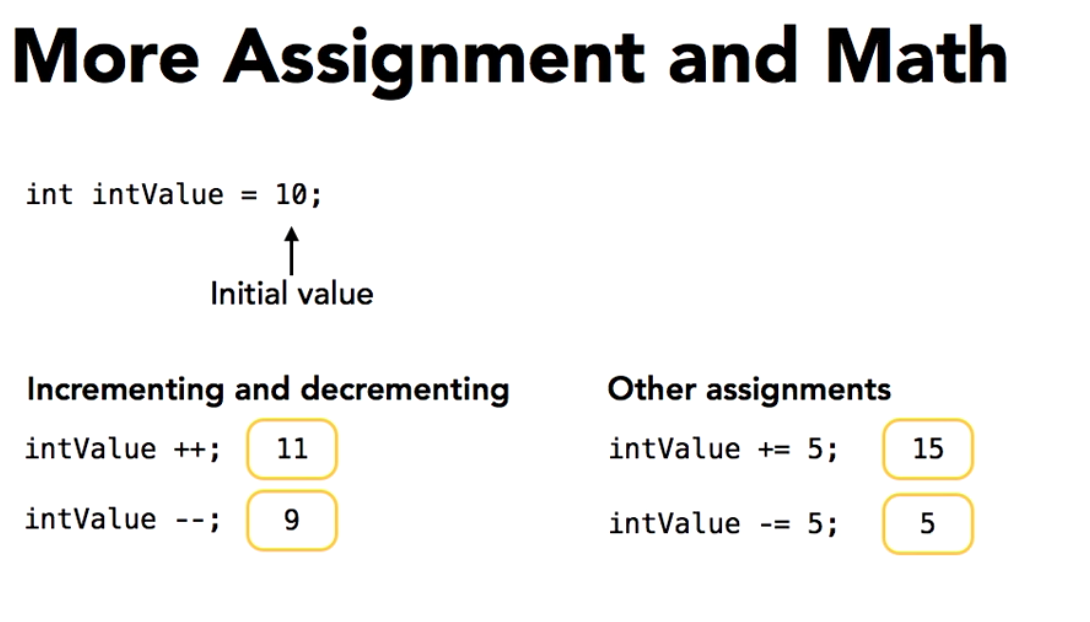 More Assignment and Math
int intValue = 10;
Initial value
Incrementing and decrementing
intValue ++; 11
intValue --; 9
Other assignments
intValue += 5; 15
intValue -= 5; 5